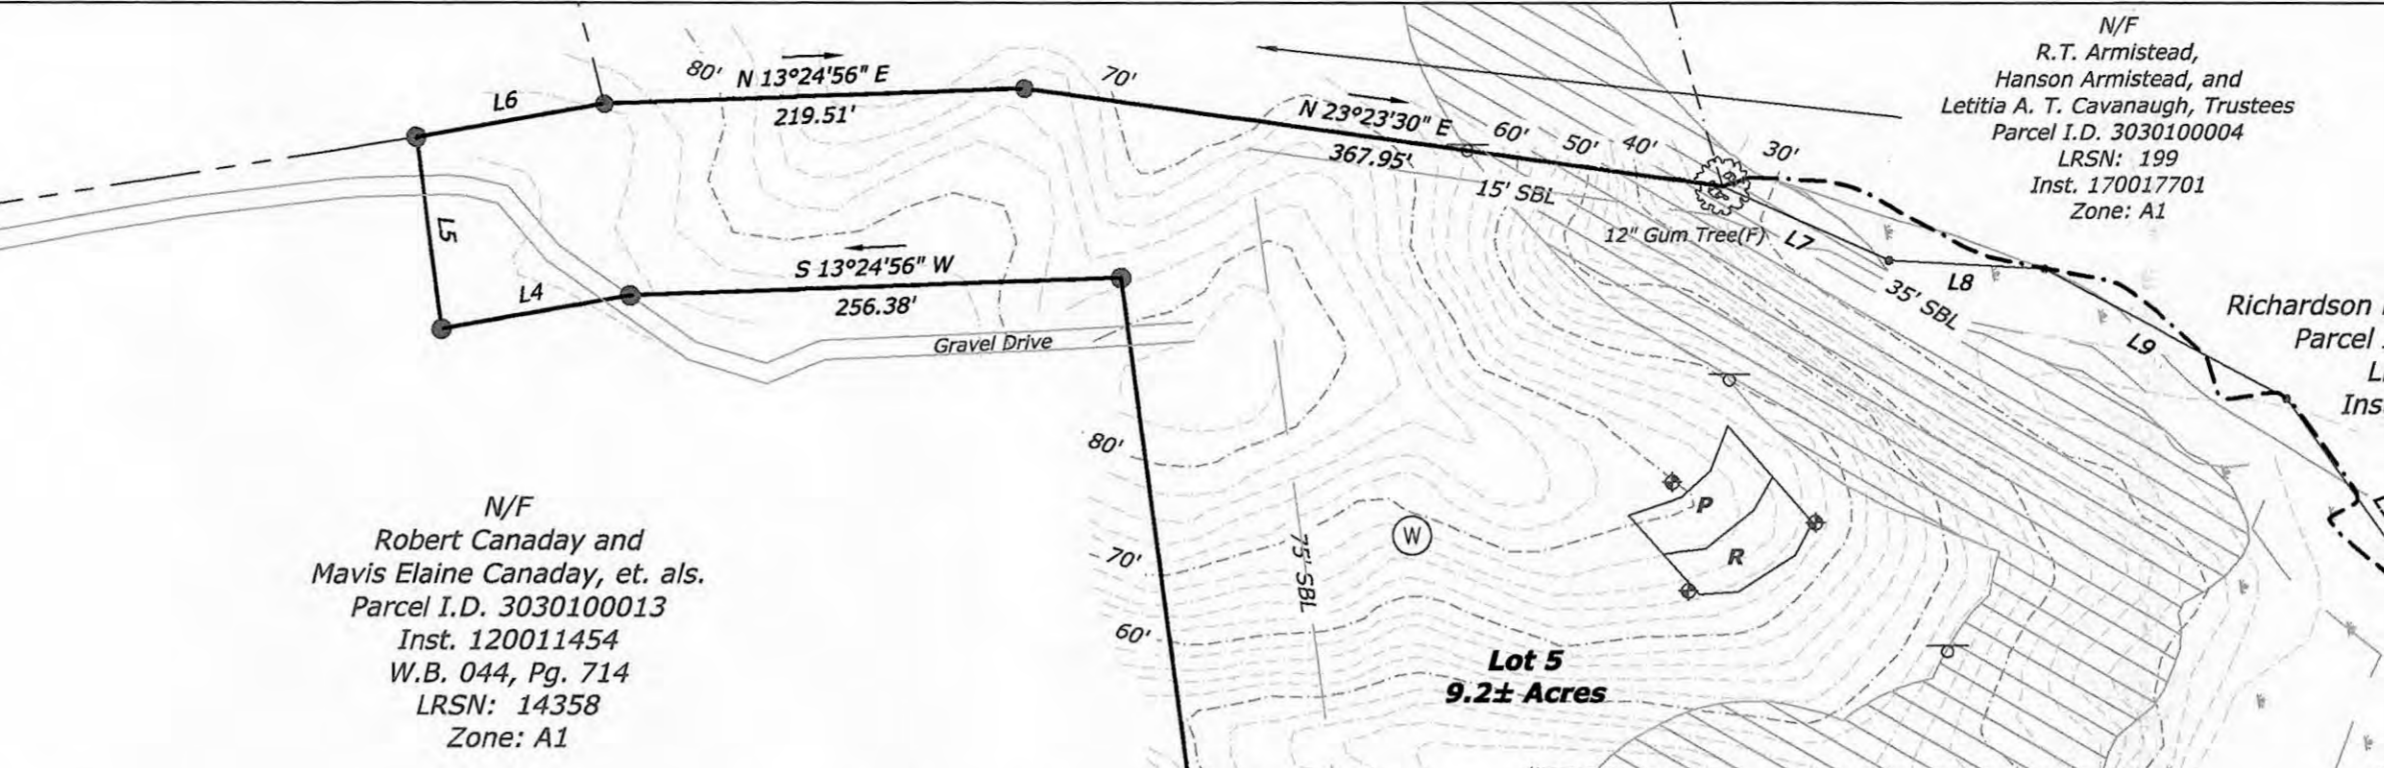 N/F
R.T. Armistead,
Hanson Armistead, and
Letitia A. T. Cavanaugh, Trustees
Parcel I.D. 3030100004
LRSN: 199
Inst. 170017701
Zone: A1
L6
80'
N 13°24'56" E
219.51'
70'
N 23°23'30" E
367.95'
60'
50'
40'
30'
15' SBL
12" Gum Tree(F)
L7
L8
35' SBL
L9
L5
L4
S 13°24'56" W
256.38'
Gravel Drive
Richardson
Parcel
80'
70'
60'
75' SBL
W
P
R
Lot 5
9.2± Acres
N/F
Robert Canaday and
Mavis Elaine Canaday, et. als.
Parcel I.D. 3030100013
Inst. 120011454
W.B. 044, Pg. 714
LRSN: 14358
Zone: A1